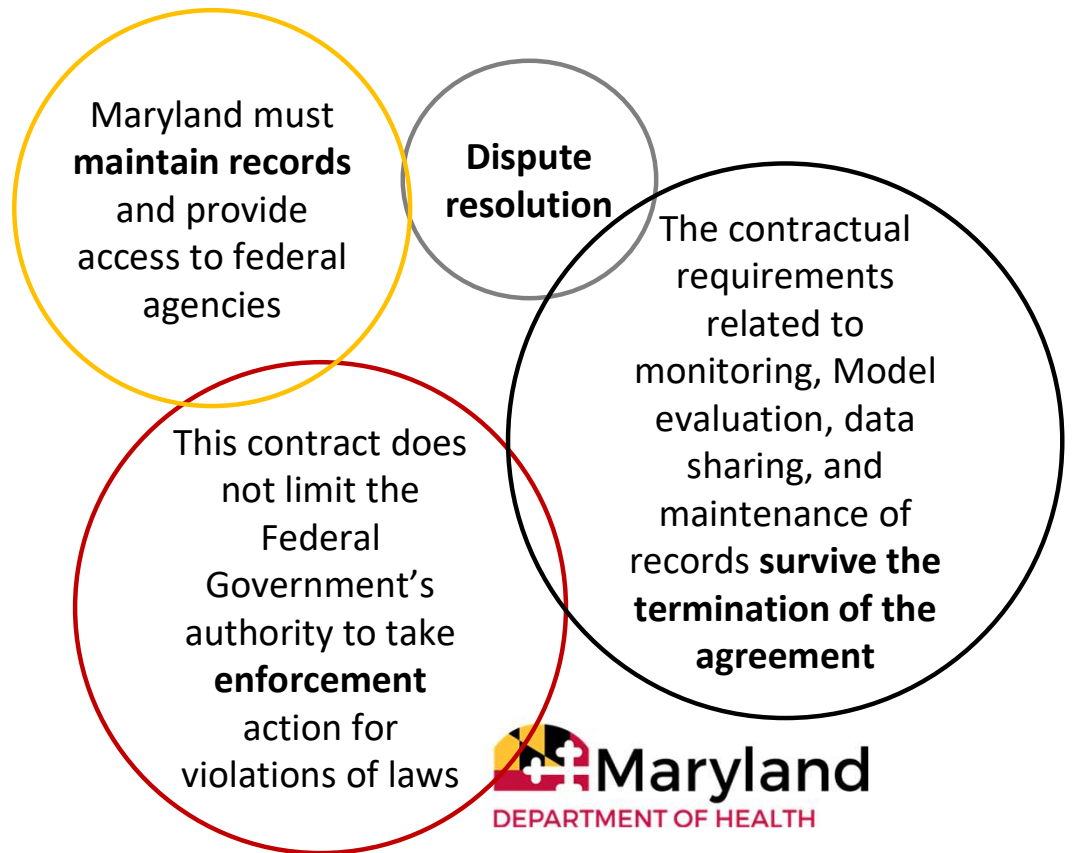 Maryland must
maintain records
and provide
access to federal
agencies
Dispute
resolution
The contractual
requirements
related to
monitoring, Model
evaluation, data
sharing, and
maintenance of
records survive the
termination of the
agreement
This contract does
not limit the
Federal
Government’s
authority to take
enforcement
action for
violations of laws
Maryland
DEPARTMENT OF HEALTH